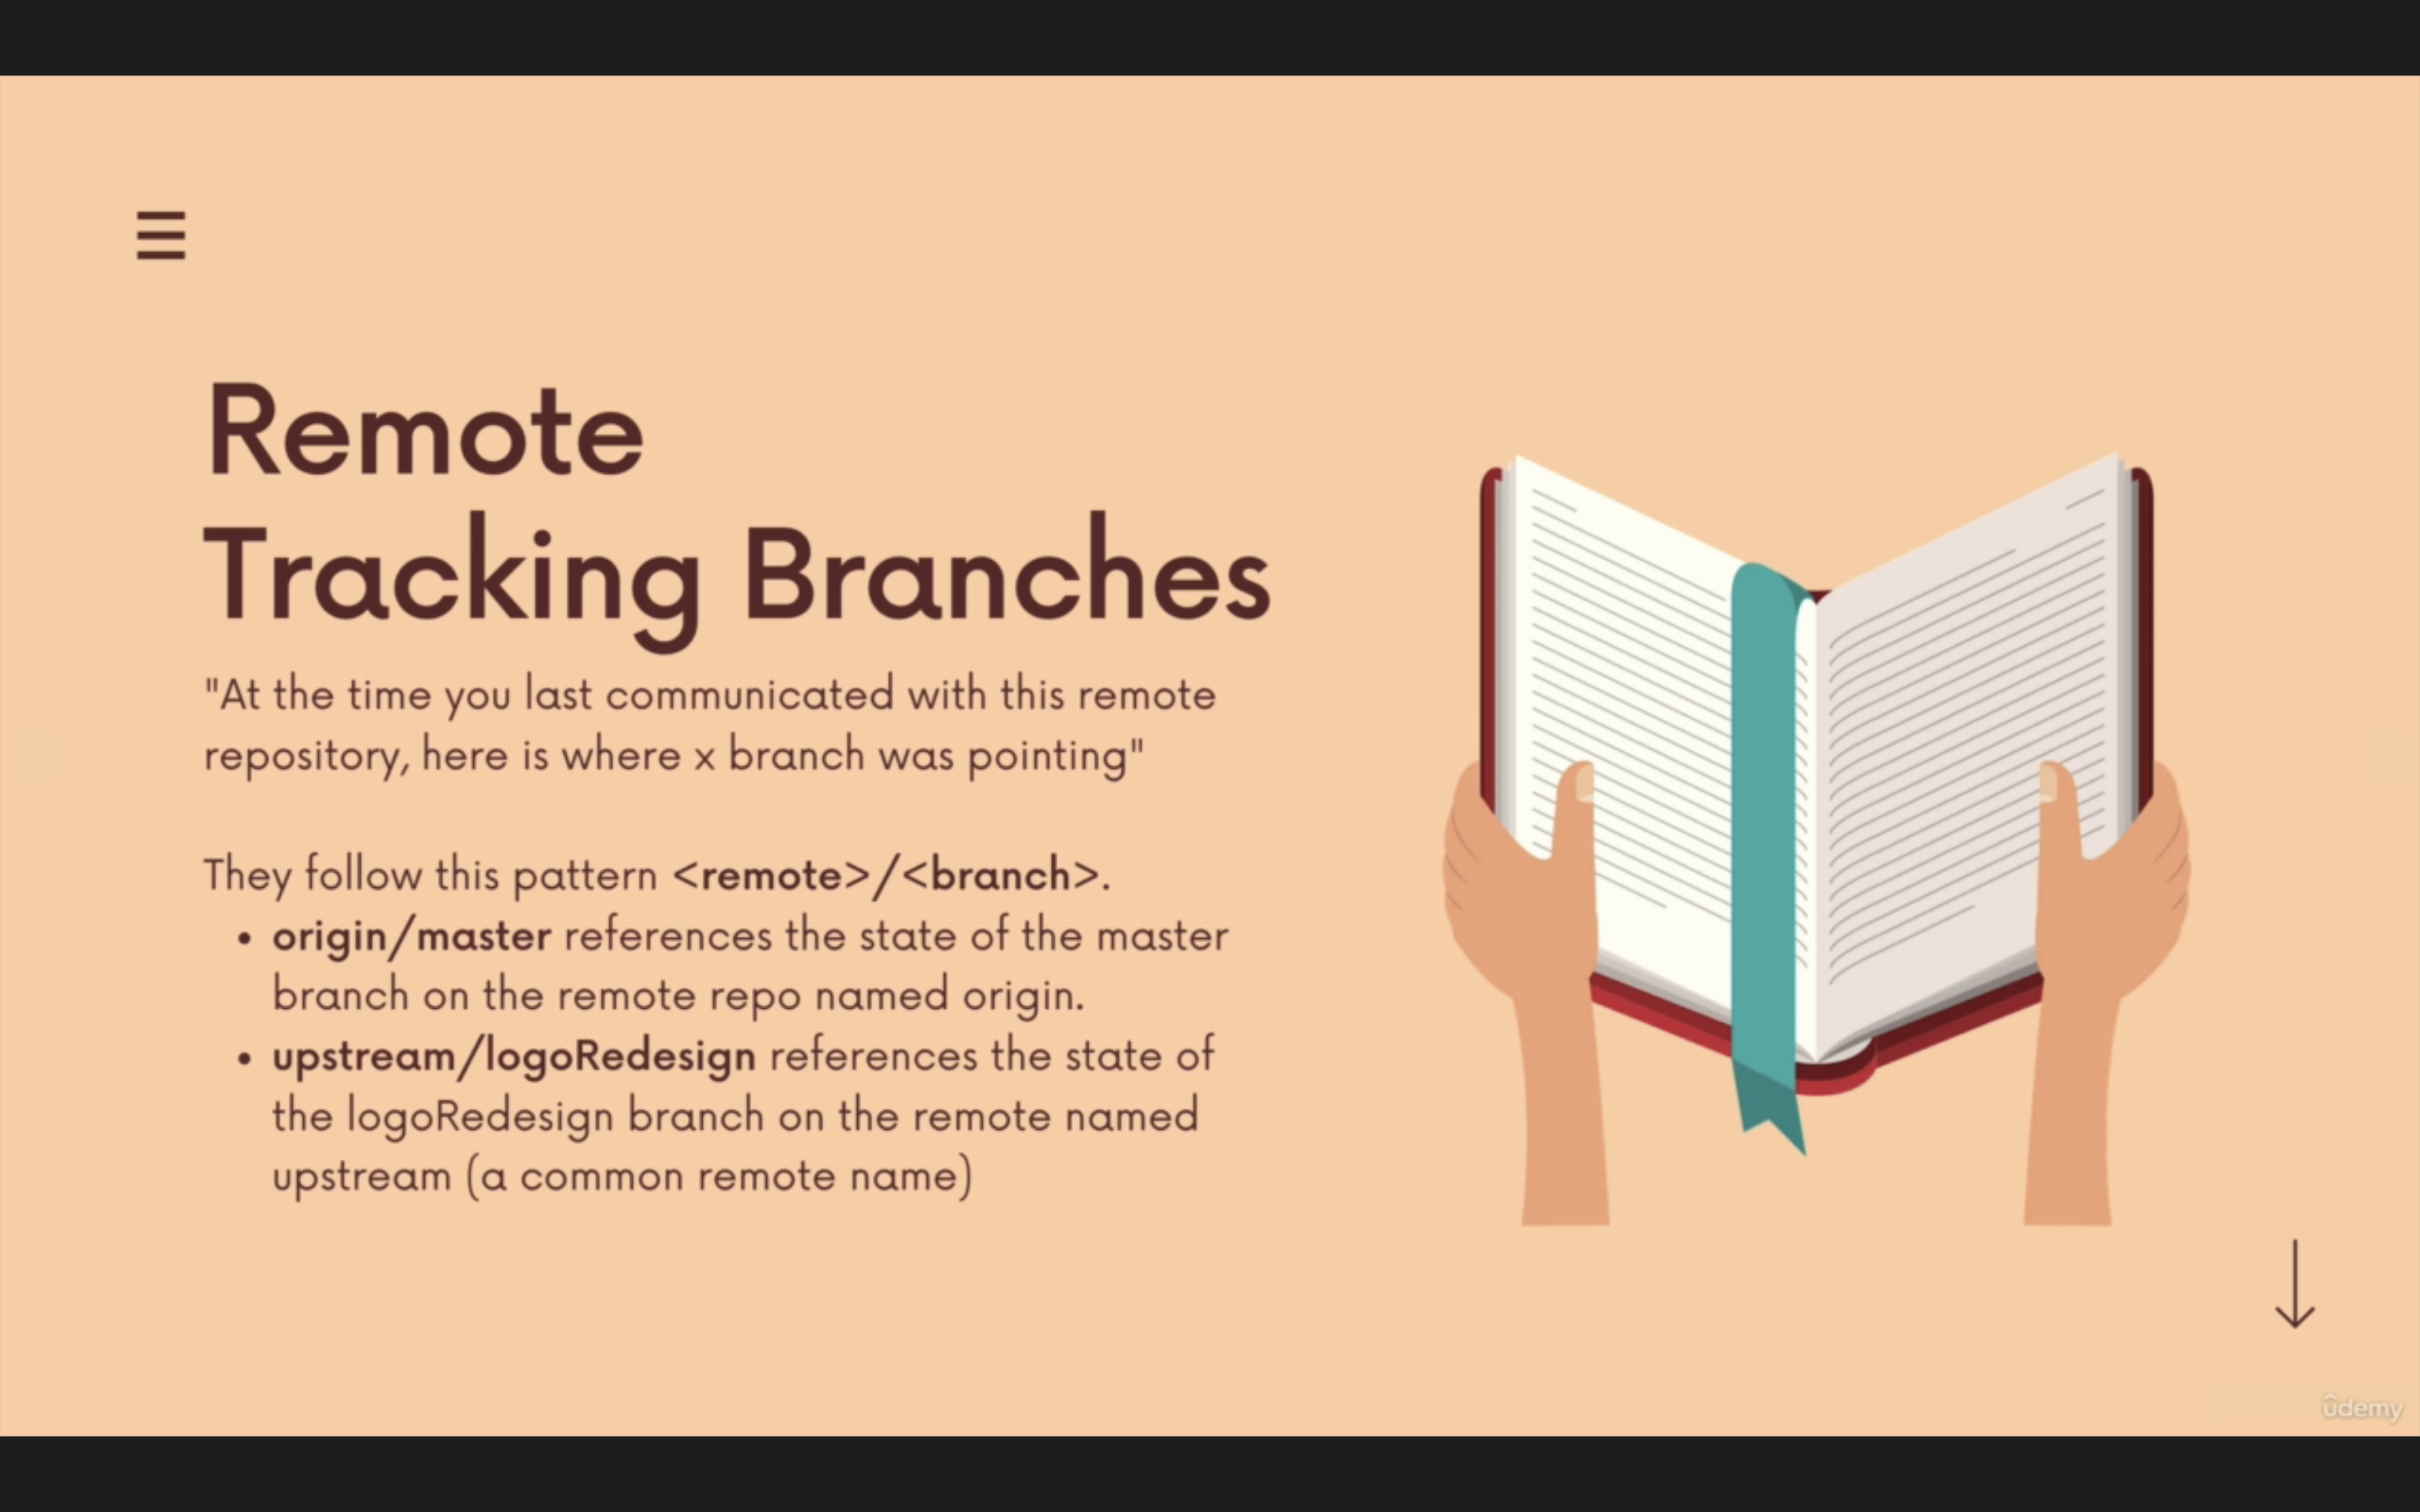 Remote
Tracking Branches
"At the time you last communicated with this remote
repository, here is where x branch was pointing"
They follow this pattern <remote>/<branch>.
• origin/master references the state of the master
branch on the remote repo named origin.
• upstream/logoRedesign references the state of
the logoRedesign branch on the remote named
upstream (a common remote name)
ûdemy